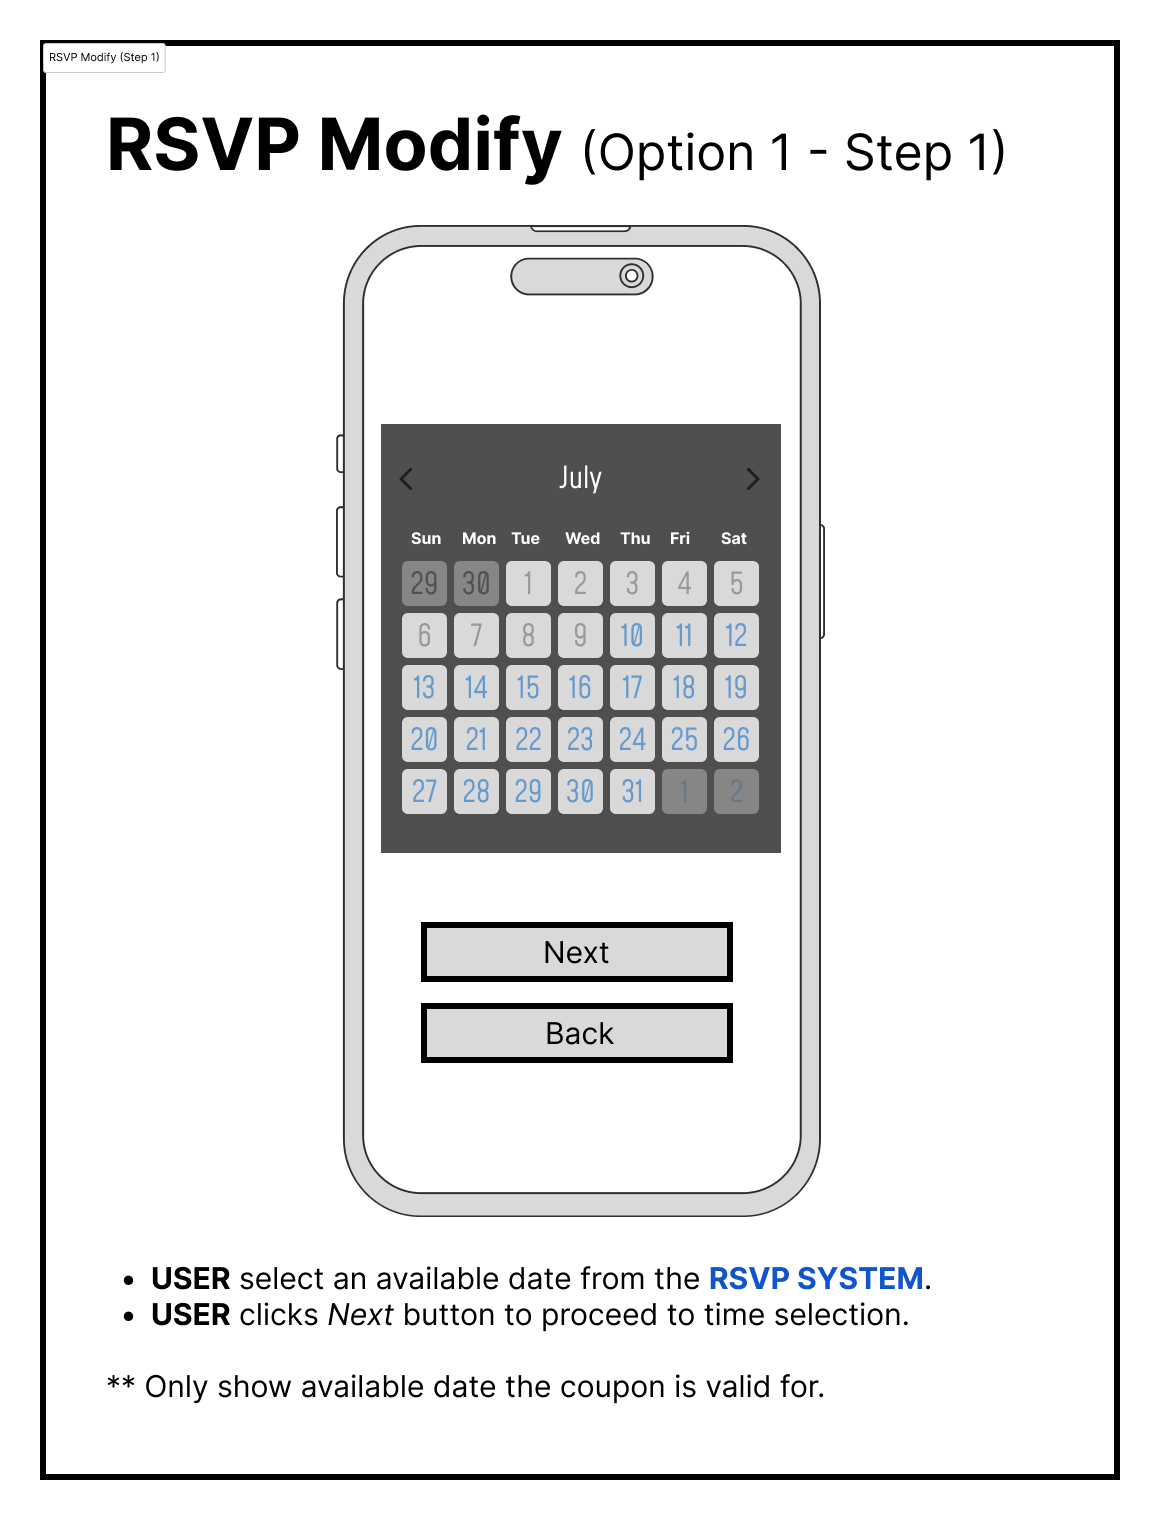 RSVP Modify (Step 1)
RSVP Modify (Option 1 - Step 1)
July
Sun Mon Tue Wed Thu Fri Sat
29 30 1 2 3 4 5
6 7 8 9 10 11 12
13 14 15 16 17 18 19
20 21 22 23 24 25 26
27 28 29 30 31 1 2
Next
Back
• USER select an available date from the RSVP SYSTEM.
• USER clicks Next button to proceed to time selection.
** Only show available date the coupon is valid for.